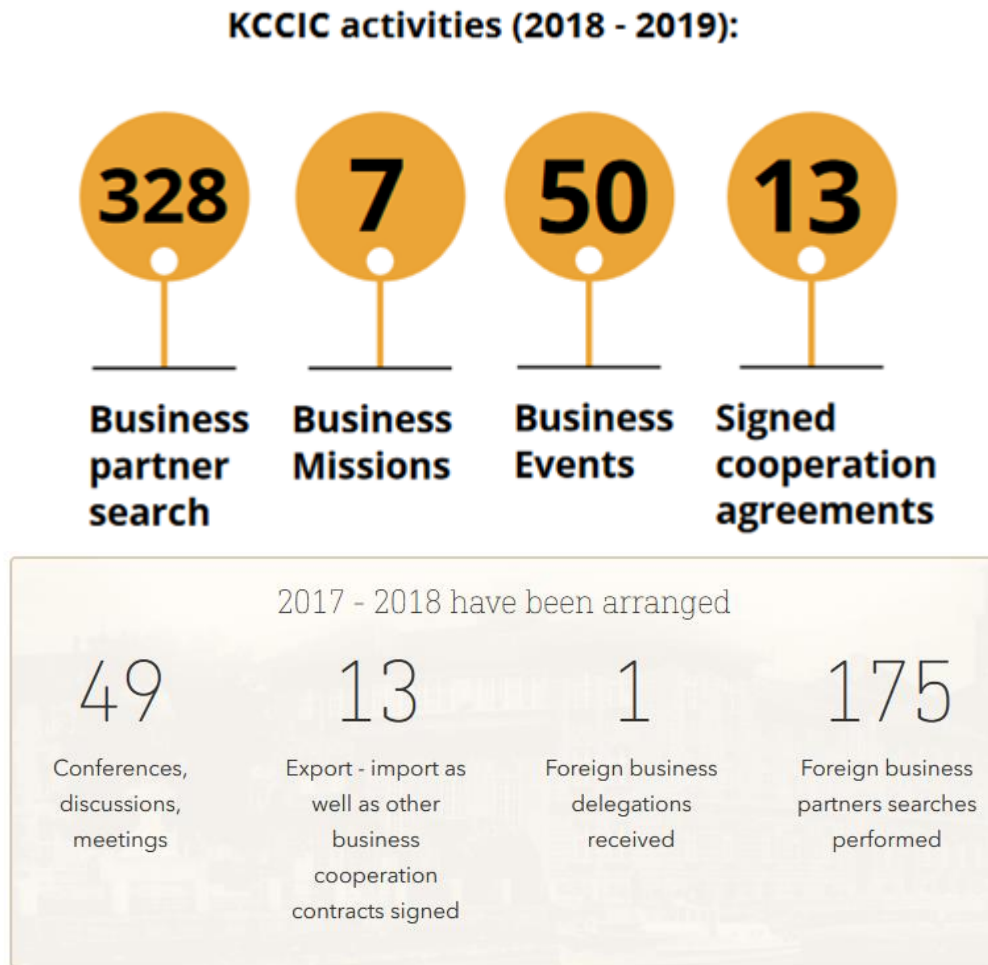 KCCIC activities (2018 - 2019):
328
7
50
13
Business
partner
search
Business
Missions
Business
Events
Signed
cooperation
agreements
2017 - 2018 have been arranged
49
Conferences,
discussions,
meetings
13
Export - import as
well as other
business
cooperation
contracts signed
1
Foreign business
delegations
received
175
Foreign business
partners searches
performed